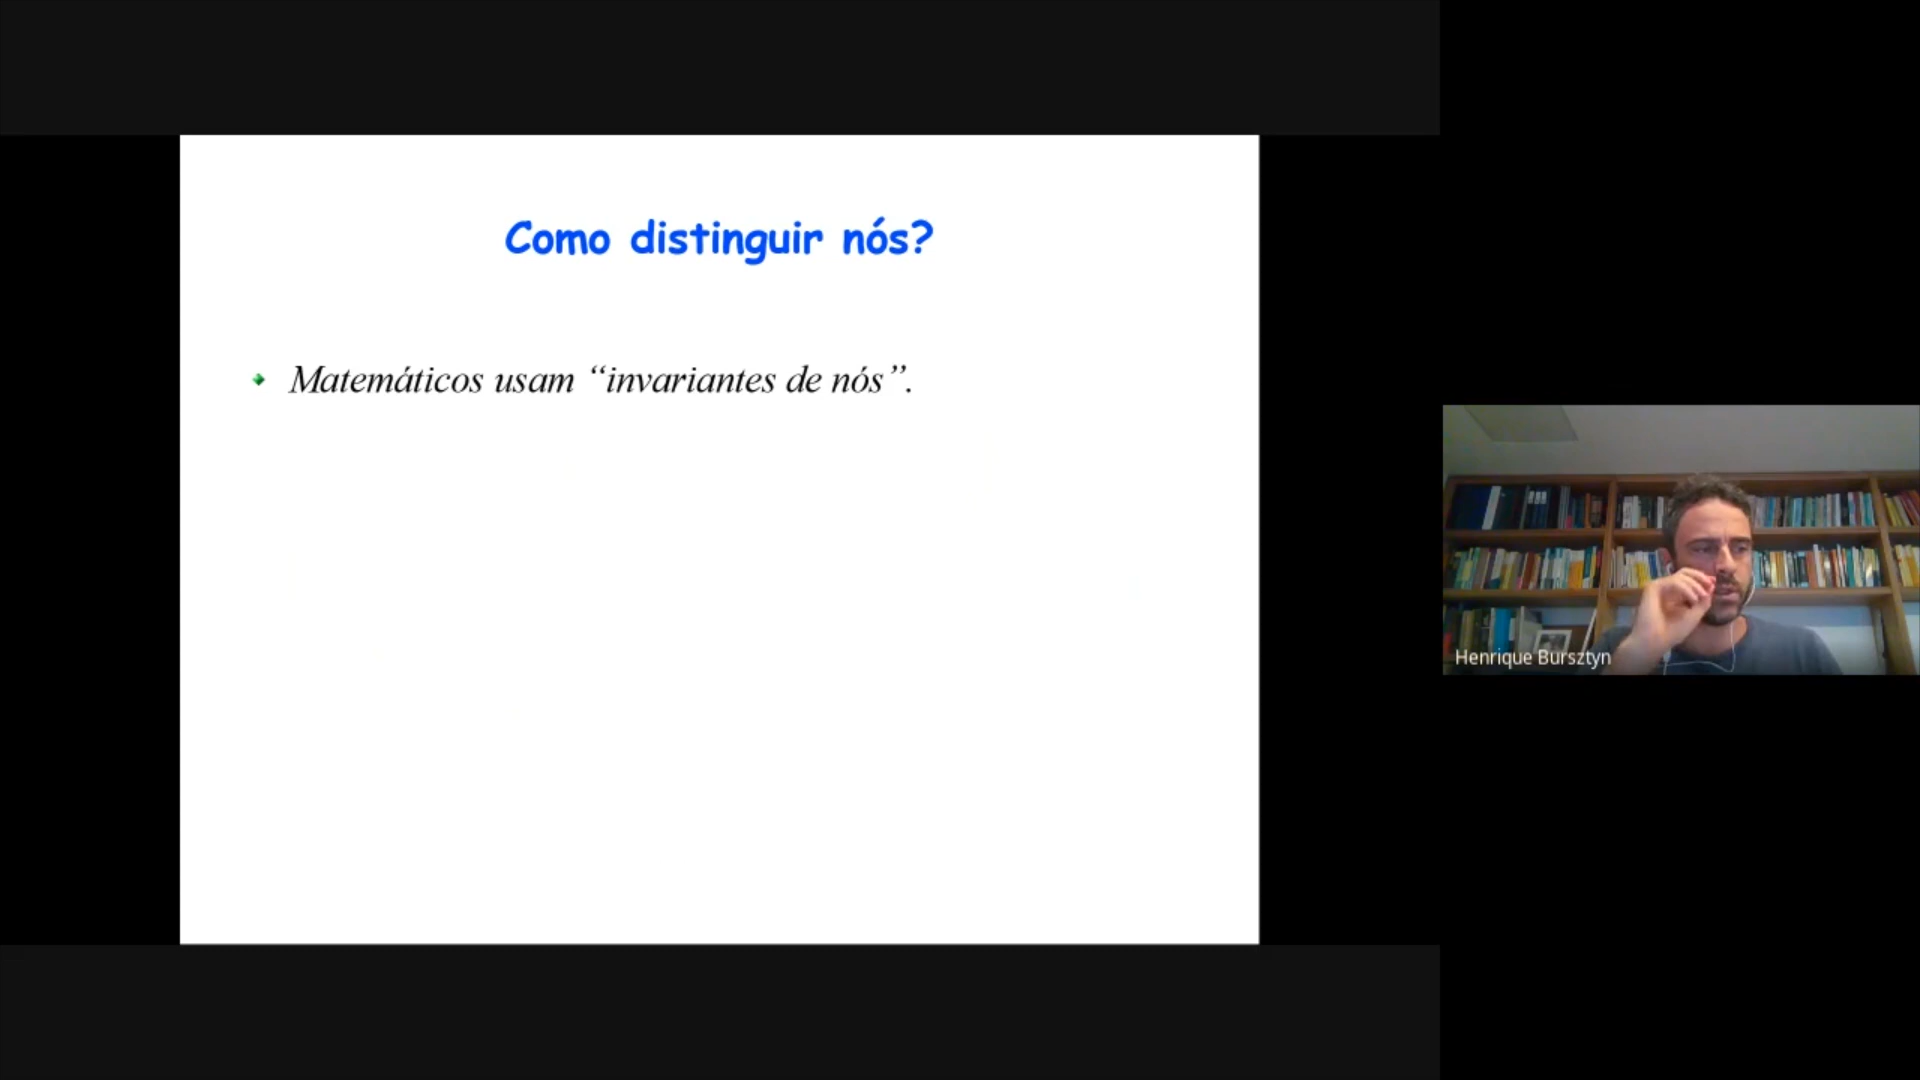 Como distinguir nós?
Matemáticos usam “invariantes de nós”.
Henrique Bursztyn